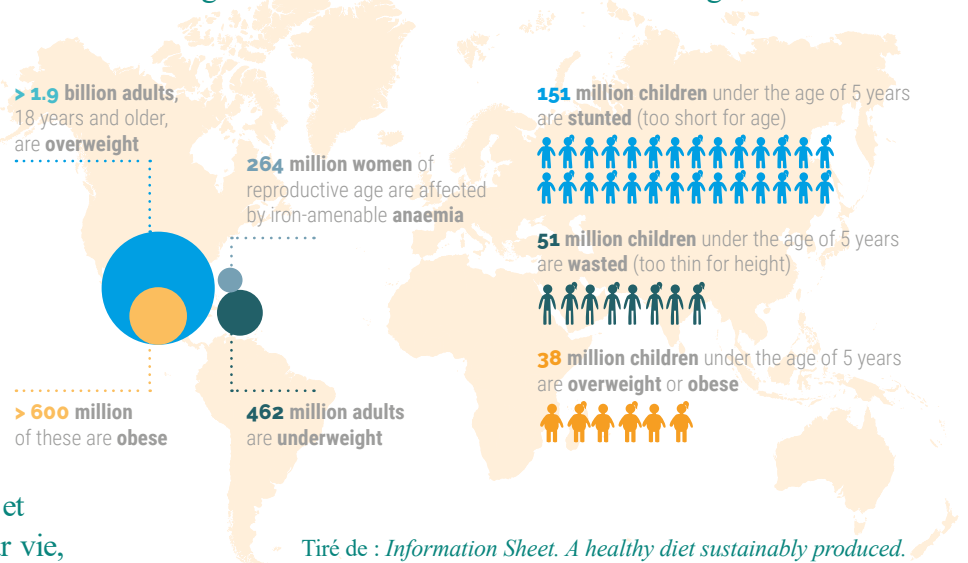 > 1.9 billion adults,
18 years and older,
are overweight
264 million women of
reproductive age are affected
by iron-amenable anaemia
> 600 million
of these are obese
462 million adults
are underweight
151 million children under the age of 5 years
are stunted (too short for age)
51 million children under the age of 5 years
are wasted (too thin for height)
38 million children under the age of 5 years
are overweight or obese
et
vie,
Tiré de : Information Sheet. A healthy diet sustainably produced.